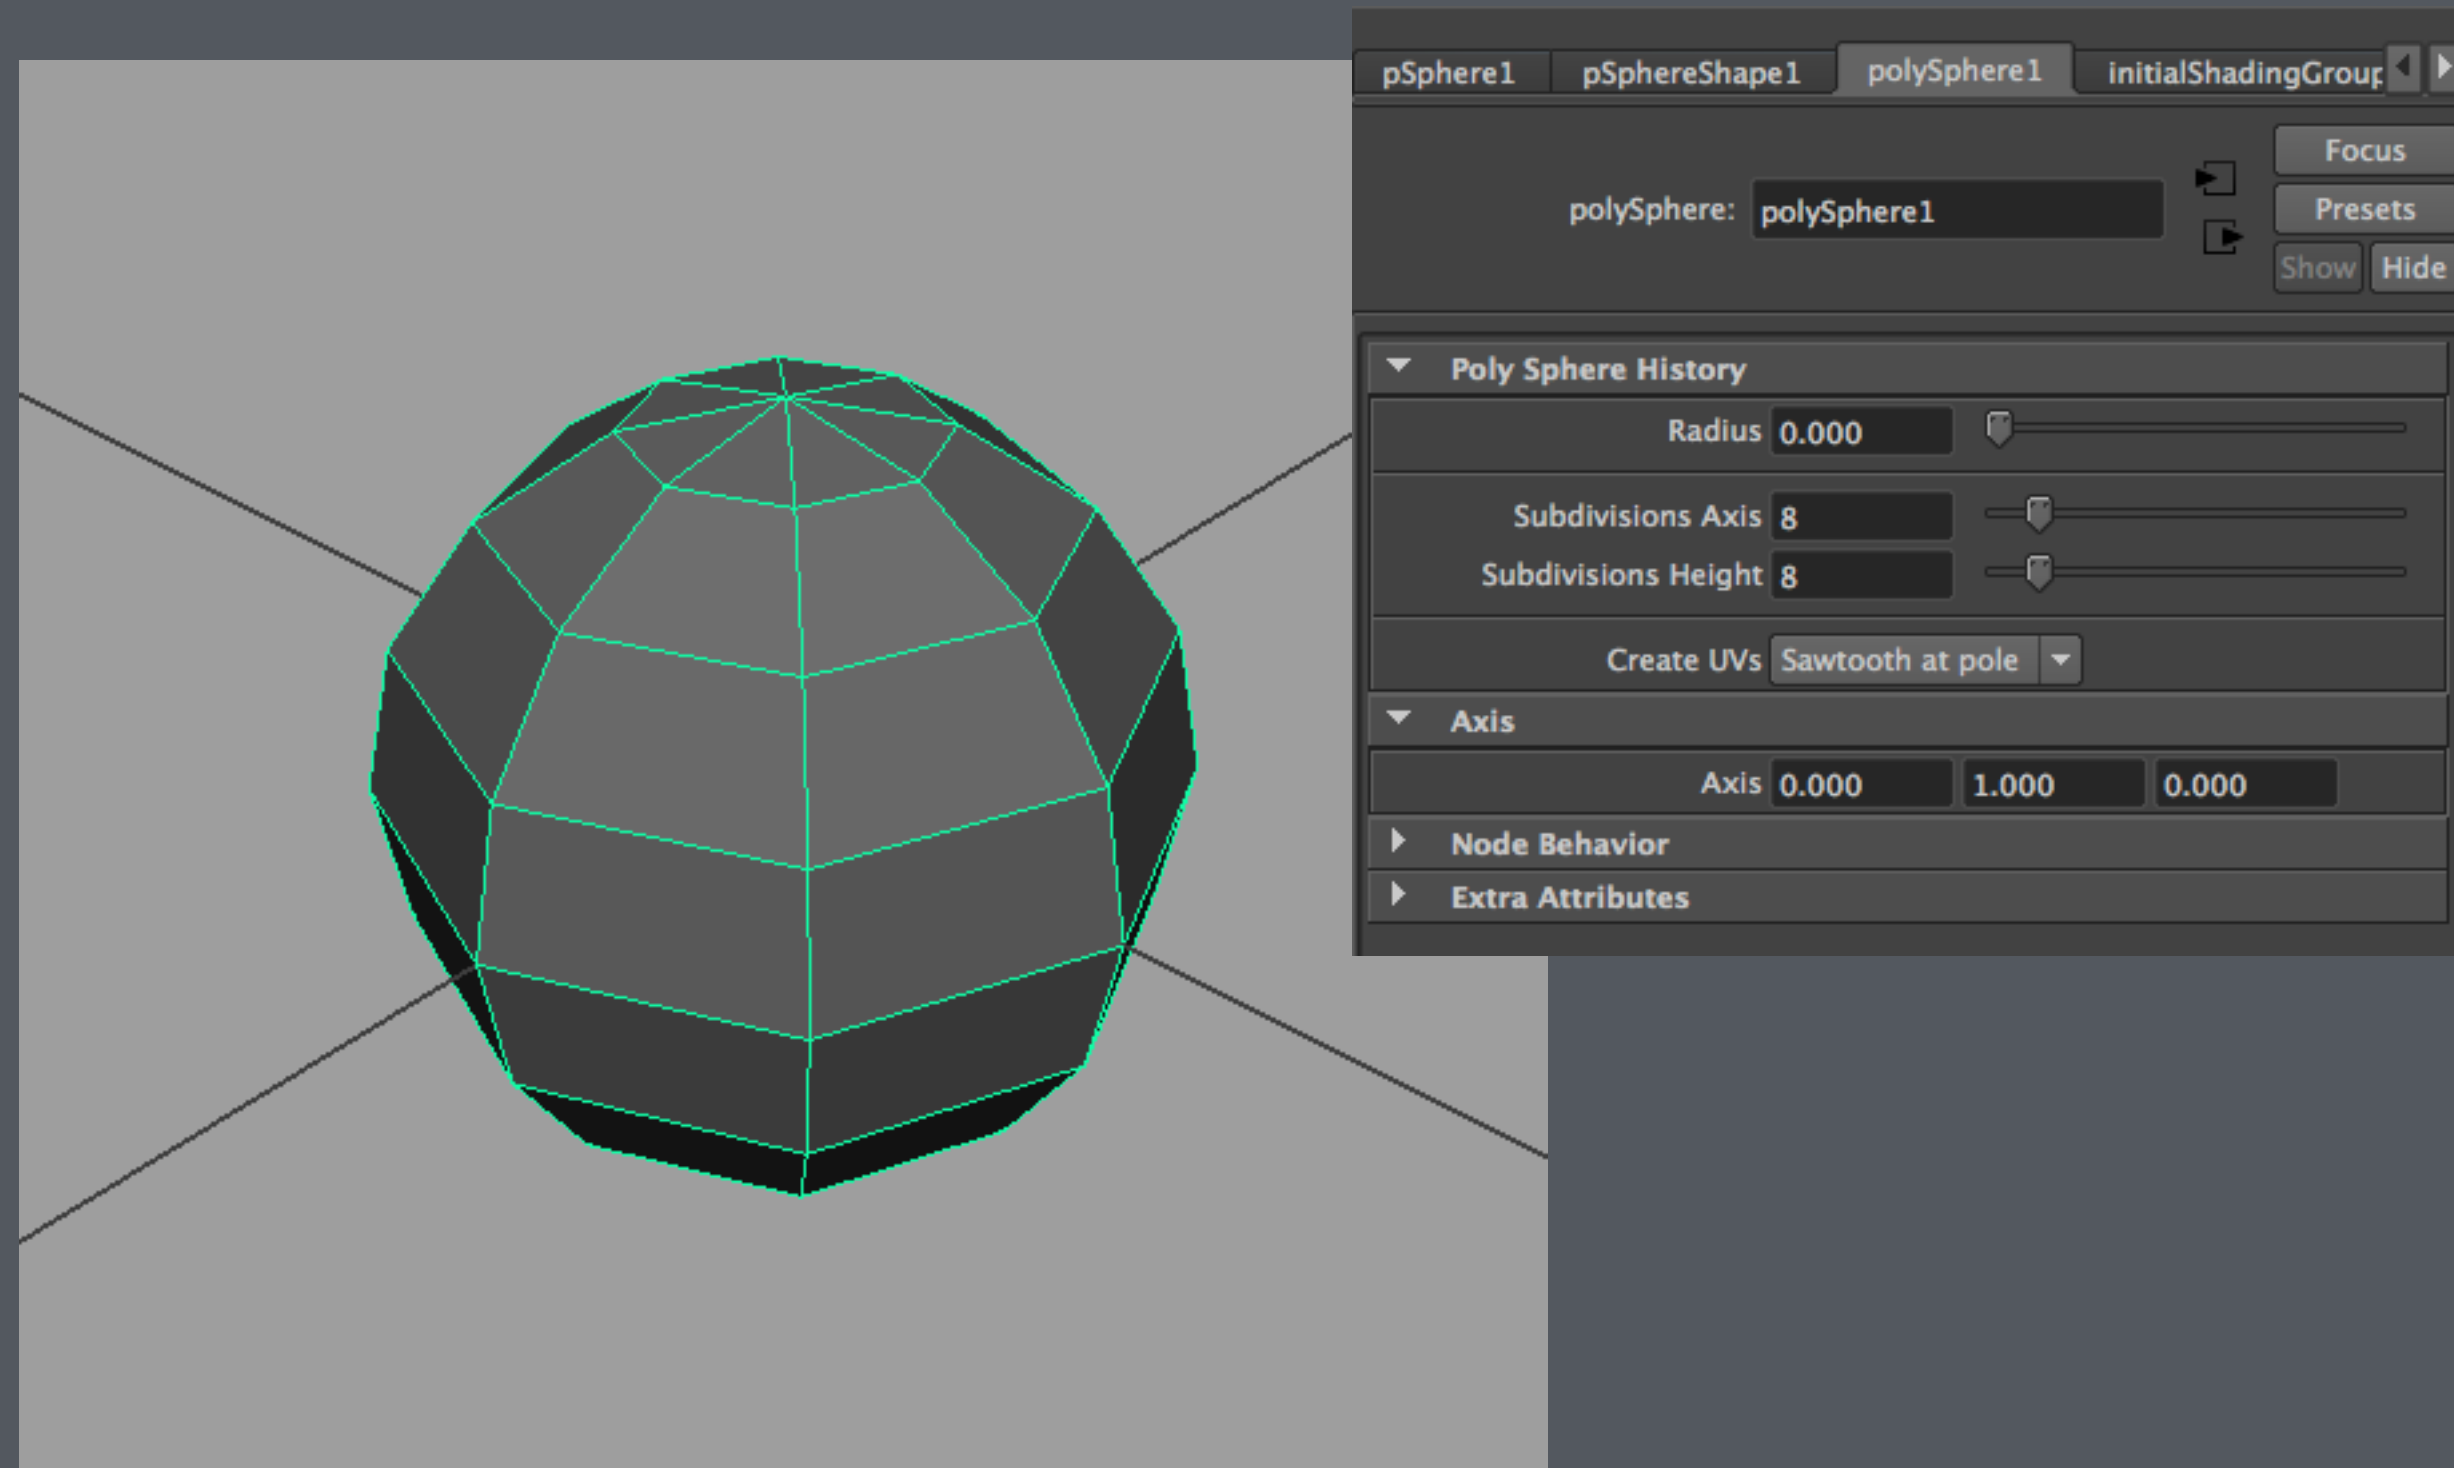 pSphere1 pSphereShape1 polySphere1 initialShadingGroup
Focus
polySphere: polySphere1
Presets
Show Hide
Poly Sphere History
Radius 0.000
Subdivisions Axis 8
Subdivisions Height 8
Create UVs Sawtooth at pole
Axis
Axis 0.000 1.000 0.000
Node Behavior
Extra Attributes